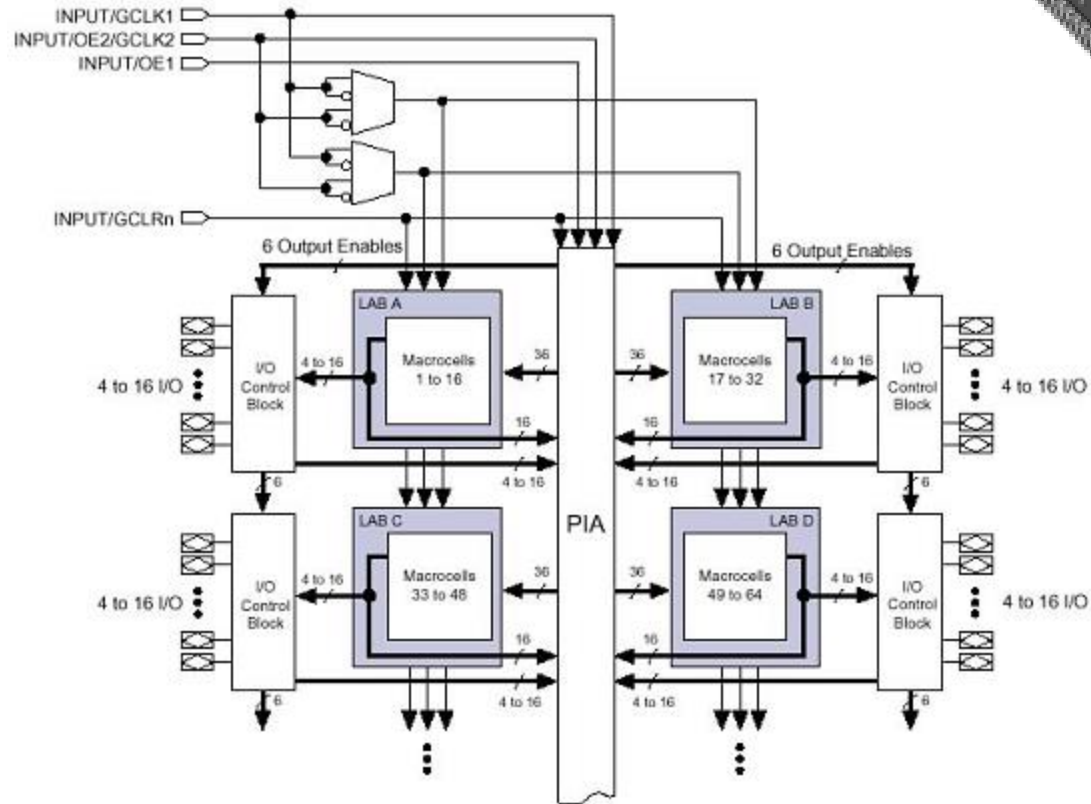 INPUT/GCLK1
INPUT/OE2/GCLK2
INPUT/OE1
INPUT/GCLRn
6 Output Enables
6 Output Enables
LAB A
LAB B
4 to 16 I/O
I/O
Control
Block
4 to 16
Macrocells
1 to 16
36
36
Macrocells
17 to 32
4 to 16
I/O
Control
Block
4 to 16 I/O
16
16
4 to 16
4 to 16
6
6
PIA
LAB C
LAB D
4 to 16 I/O
I/O
Control
Block
4 to 16
Macrocells
33 to 48
36
36
Macrocells
49 to 64
4 to 16
I/O
Control
Block
4 to 16 I/O
16
16
4 to 16
4 to 16
6
6